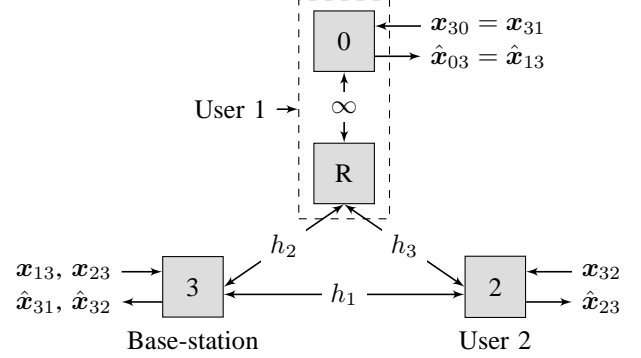 0
x₃₀ = x₃₁
x̂₀₃ = x̂₁₃
User 1
∞
R
h₂
h₃
x₁₃, x₂₃
x̂₃₁, x̂₃₂
3
h₁
2
x₃₂
x̂₂₃
Base-station
User 2